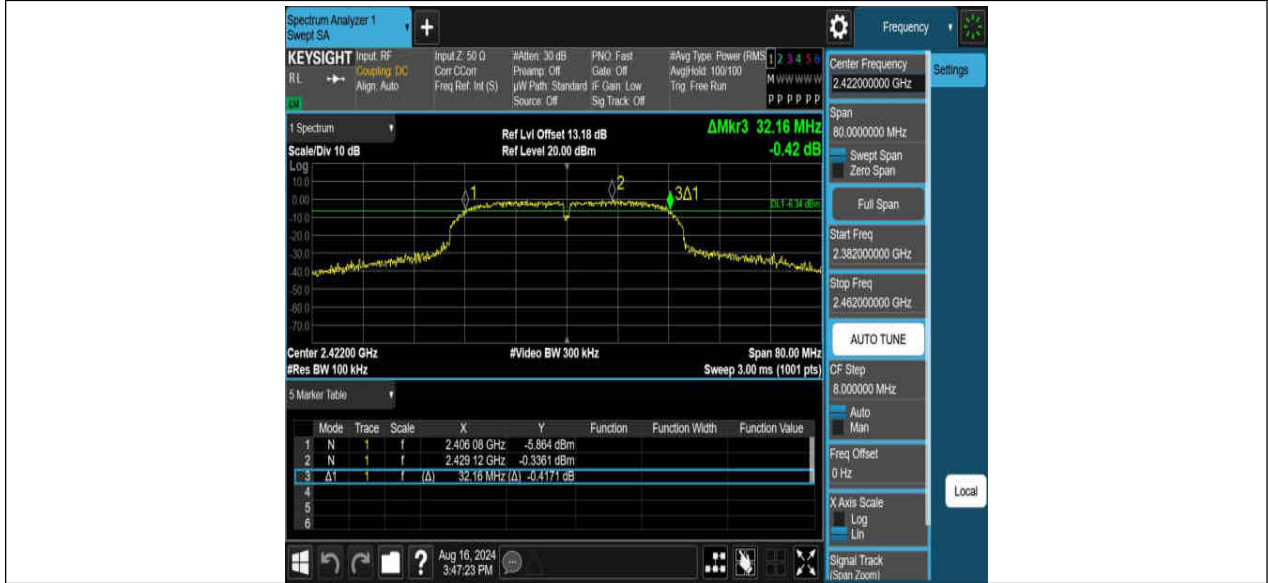 Spectrum Analyzer 1
Swept SA
+
Frequency
KEYSIGHT
RL
LXI
Input: RF
Coupling: DC
Align: Auto
Input Z: 50 Ω
Corr CCorr
Freq Ref: Int (S)
#Atten: 30 dB
Preamp: Off
µW Path: Standard
Source: Off
PNO: Fast
Gate: Off
IF Gain: Low
Sig Track: Off
#Avg Type: Power (RMS
Avg|Hold: 100/100
Trig: Free Run
1 2 3 4 5 6
M W W W W W
P P P P P P
1 Spectrum
Scale/Div 10 dB
Ref Lvl Offset 13.18 dB
Ref Level 20.00 dBm
ΔMkr3 32.16 MHz
-0.42 dB
Log
10.0
0.00
-10.0
-20.0
-30.0
-40.0
-50.0
-60.0
-70.0
1
2
3Δ1
DL1 -6.34 dBm
Center 2.42200 GHz
#Res BW 100 kHz
#Video BW 300 kHz
Span 80.00 MHz
Sweep 3.00 ms (1001 pts)
5 Marker Table
Mode Trace Scale X Y Function Function Width Function Value
1 N 1 f 2.406 08 GHz -5.864 dBm
2 N 1 f 2.429 12 GHz -0.3361 dBm
3 Δ1 1 f (Δ) 32.16 MHz (Δ) -0.4171 dB
4
5
6
Aug 16, 2024
3:47:23 PM
Center Frequency
2.422000000 GHz
Span
80.0000000 MHz
Swept Span
Zero Span
Full Span
Start Freq
2.382000000 GHz
Stop Freq
2.462000000 GHz
AUTO TUNE
CF Step
8.000000 MHz
Auto
Man
Freq Offset
0 Hz
X Axis Scale
Log
Lin
Signal Track
(Span Zoom)
Settings
Local